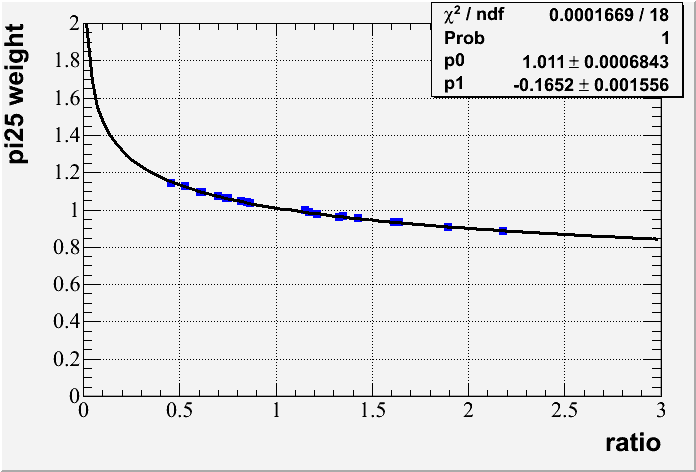 χ² / ndf 0.0001669 / 18
Prob 1
p0 1.011 ± 0.0006843
p1 -0.1652 ± 0.001556
pi25 weight
2
1.8
1.6
1.4
1.2
1
0.8
0.6
0.4
0.2
0
0 0.5 1 1.5 2 2.5 3
ratio